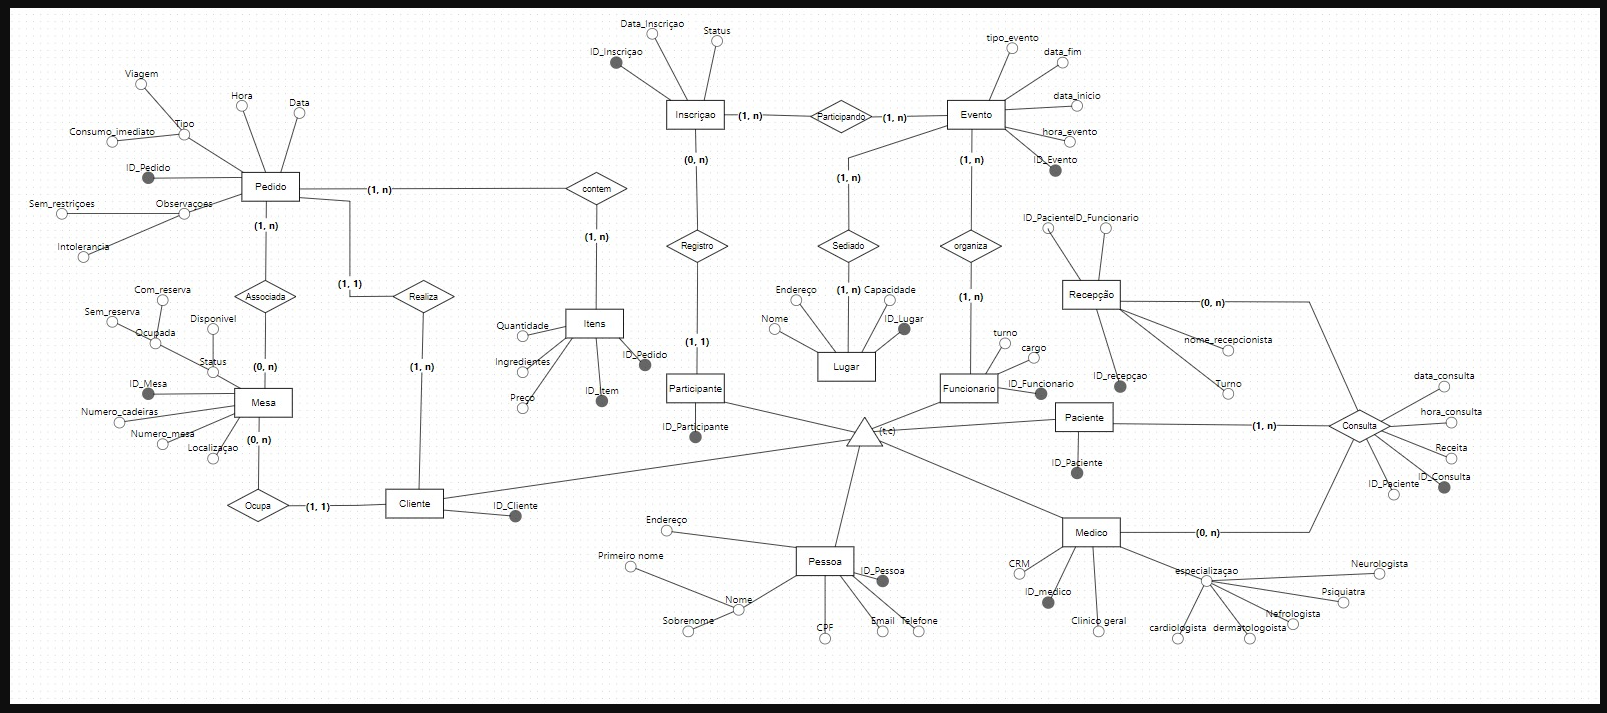 Data_Inscriçao
Status
ID_Inscriçao
tipo_evento
data_fim
Viagem
Hora
Data
data_inicio
Inscriçao
(1, n)
Participando
(1, n)
Evento
Consumo_imediato
Tipo
hora_evento
ID_Pedido
(0, n)
(1, n)
ID_Evento
(1, n)
Pedido
(1, n)
contem
Sem_restriçoes
Observaçoes
ID_Paciente
ID_Funcionario
(1, n)
(1, n)
Intolerancia
Registro
Sediado
organiza
Com_reserva
(1, 1)
Endereço
(1, n)
Capacidade
(1, n)
Recepção
(0, n)
Associada
Realiza
Sem_reserva
Disponivel
Quantidade
Itens
Nome
ID_Lugar
Ocupada
turno
nome_recepcionista
(1, 1)
cargo
Status
(0, n)
(1, n)
Ingredientes
ID_Pedido
Lugar
ID_Mesa
Participante
Funcionario
ID_Funcionario
ID_recepçao
Turno
data_consulta
ID_Item
Preço
Mesa
Numero_cadeiras
hora_consulta
Paciente
ID_Participante
(t,c)
(1, n)
Consulta
Numero_mesa
(0, n)
Localizaçao
Receita
ID_Paciente
ID_Consulta
ID_Paciente
Ocupa
(1, 1)
Cliente
ID_Cliente
Endereço
Medico
(0, n)
Primeiro nome
Pessoa
ID_Pessoa
CRM
especializaçao
Neurologista
ID_medico
Psiquiatra
Nome
Sobrenome
CPF
Email
Telefone
Clinico geral
Nefrologista
cardiologista
dermatologoista